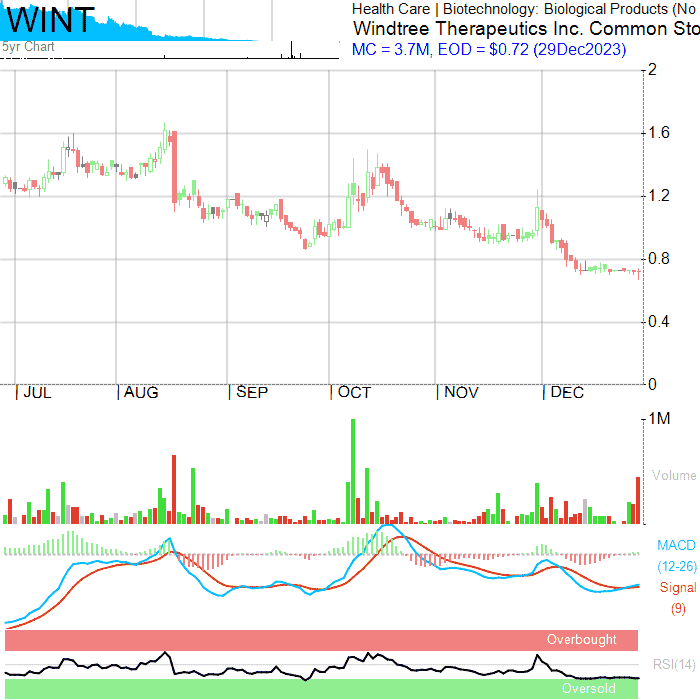 WINT
Health Care | Biotechnology: Biological Products (No
Windtree Therapeutics Inc. Common Sto
5yr Chart
MC = 3.7M, EOD = $0.72 (29Dec2023)
2
1.6
1.2
0.8
0.4
0
JUL AUG SEP OCT NOV DEC
1M
Volume
MACD
(12-26)
Signal
(9)
Overbought
RSI(14)
Oversold